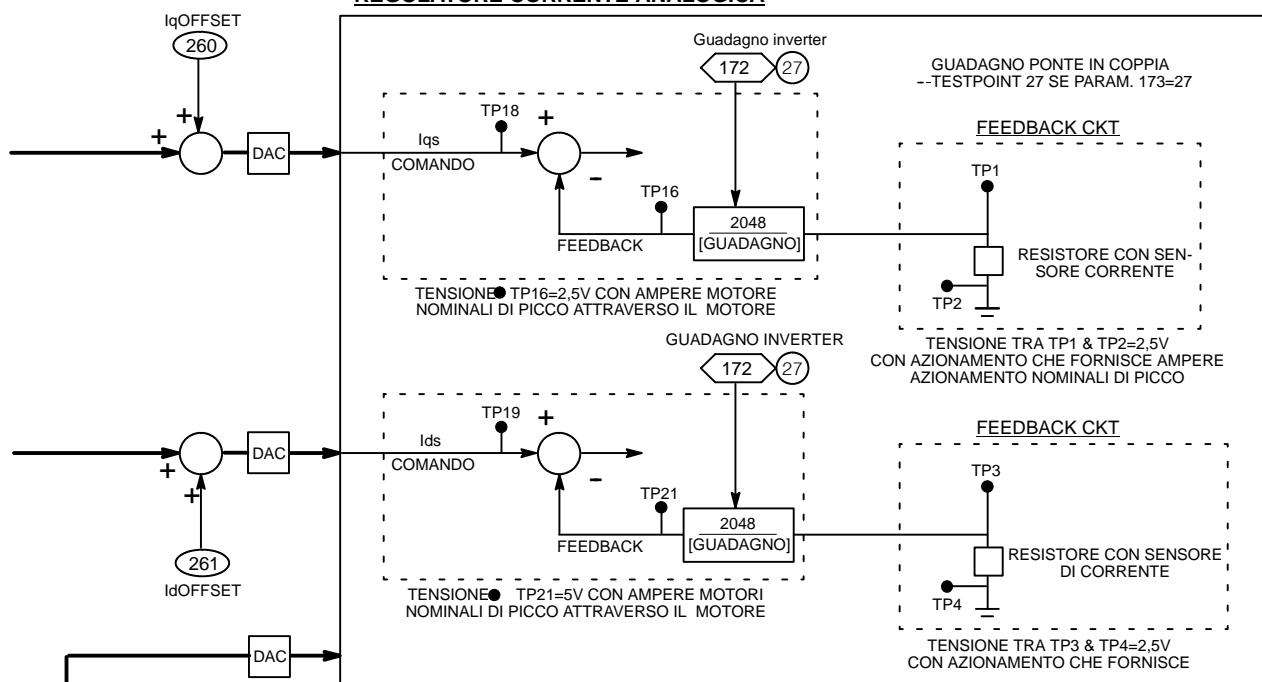 REGOLATORE CORRENTE ANALOGICA
IqOFFSET
260
+
+
DAC
Guadagno inverter
172
27
GUADAGNO PONTE IN COPPIA
--TESTPOINT 27 SE PARAM. 173=27
TP18
Iqs
COMANDO
+
-
TP16
FEEDBACK
2048
[GUADAGNO]
FEEDBACK CKT
TP1
RESISTORE CON SEN-
SORE CORRENTE
TP2
TENSIONE TP16=2,5V CON AMPERE MOTORE
NOMINALI DI PICCO ATTRAVERSO IL MOTORE
TENSIONE TRA TP1 & TP2=2,5V
CON AZIONAMENTO CHE FORNISCE AMPERE
AZIONAMENTO NOMINALI DI PICCO
GUADAGNO INVERTER
172
27
+
+
DAC
261
IdOFFSET
TP19
Ids
COMANDO
+
-
TP21
FEEDBACK
2048
[GUADAGNO]
FEEDBACK CKT
TP3
RESISTORE CON SENSORE
DI CORRENTE
TP4
TENSIONE TP21=5V CON AMPERE MOTORI
NOMINALI DI PICCO ATTRAVERSO IL MOTORE
TENSIONE TRA TP3 & TP4=2,5V
CON AZIONAMENTO CHE FORNISCE
DAC